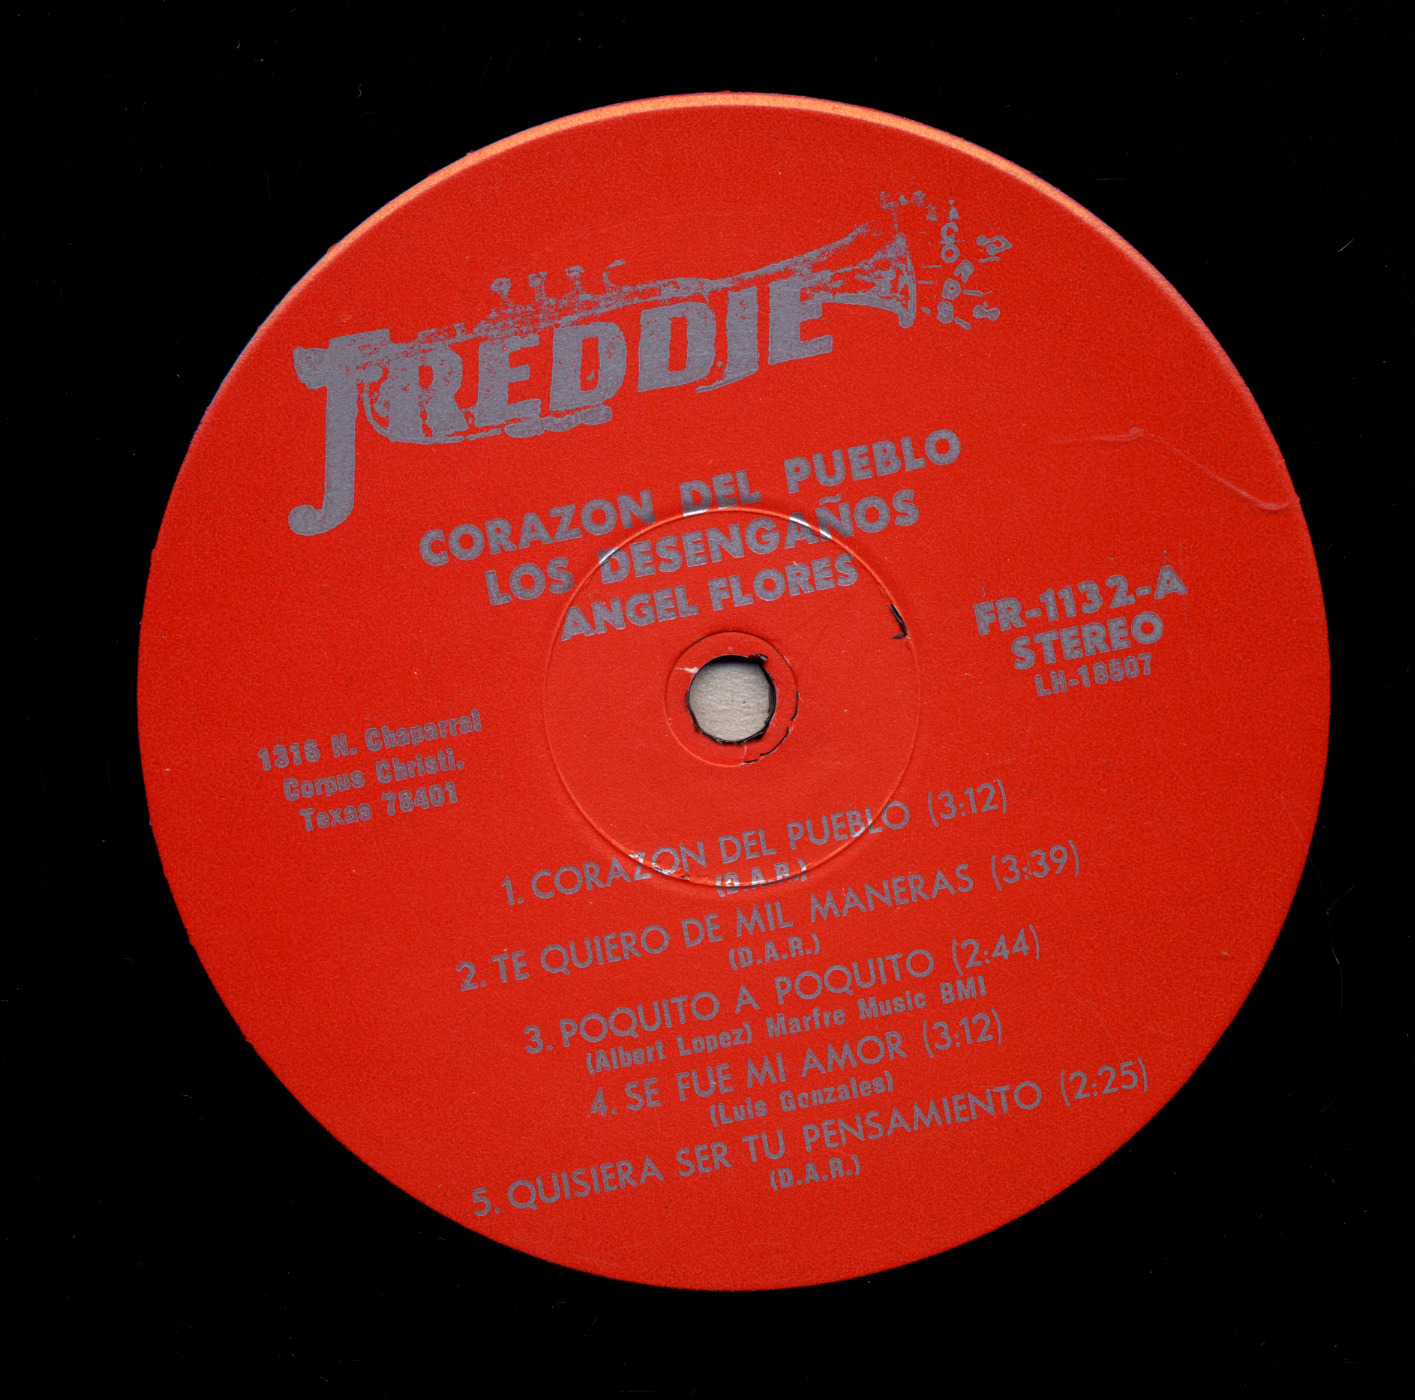 FREDDIE
CORAZON DEL PUEBLO
LOS DESENGAÑOS
ANGEL FLORES
FR-1132-A
STEREO
LH-18507
1316 N. Chaparral
Corpus Christi,
Texas 78401
1. CORAZON DEL PUEBLO (3:12)
(D.A.R.)
2. TE QUIERO DE MIL MANERAS (3:39)
(D.A.R.)
3. POQUITO A POQUITO (2:44)
(Albert Lopez) Marfre Music BMI
4. SE FUE MI AMOR (3:12)
(Luis Gonzales)
5. QUISIERA SER TU PENSAMIENTO (2:25)
(D.A.R.)